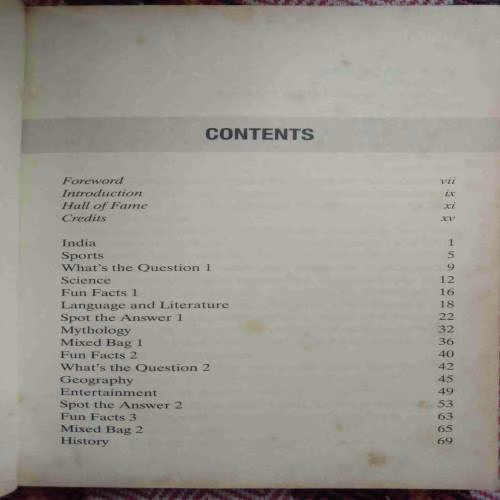 CONTENTS
Foreword vii
Introduction ix
Hall of Fame xi
Credits xv
India 1
Sports 5
What's the Question 1 9
Science 12
Fun Facts 1 16
Language and Literature 18
Spot the Answer 1 22
Mythology 32
Mixed Bag 1 36
Fun Facts 2 40
What's the Question 2 42
Geography 45
Entertainment 49
Spot the Answer 2 53
Fun Facts 3 63
Mixed Bag 2 65
History 69